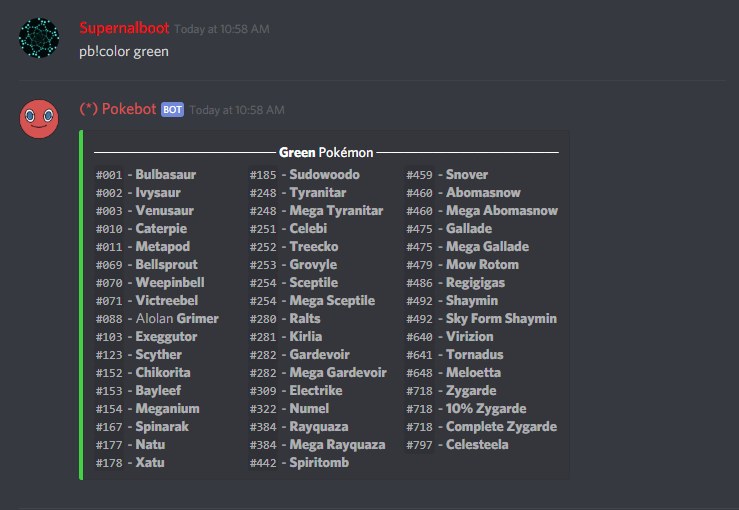 Supernalboot Today at 10:58 AM
pb!color green
(*) Pokebot BOT Today at 10:58 AM
Green Pokémon
#001 - Bulbasaur
#002 - Ivysaur
#003 - Venusaur
#010 - Caterpie
#011 - Metapod
#069 - Bellsprout
#070 - Weepinbell
#071 - Victreebel
#088 - Alolan Grimer
#103 - Exeggutor
#123 - Scyther
#152 - Chikorita
#153 - Bayleef
#154 - Meganium
#167 - Spinarak
#177 - Natu
#178 - Xatu
#185 - Sudowoodo
#248 - Tyranitar
#248 - Mega Tyranitar
#251 - Celebi
#252 - Treecko
#253 - Grovyle
#254 - Sceptile
#254 - Mega Sceptile
#280 - Ralts
#281 - Kirlia
#282 - Gardevoir
#282 - Mega Gardevoir
#309 - Electrike
#322 - Numel
#384 - Rayquaza
#384 - Mega Rayquaza
#442 - Spiritomb
#459 - Snover
#460 - Abomasnow
#460 - Mega Abomasnow
#475 - Gallade
#475 - Mega Gallade
#479 - Mow Rotom
#486 - Regigigas
#492 - Shaymin
#492 - Sky Form Shaymin
#640 - Virizion
#641 - Tornadus
#648 - Meloetta
#718 - Zygarde
#718 - 10% Zygarde
#718 - Complete Zygarde
#797 - Celesteela